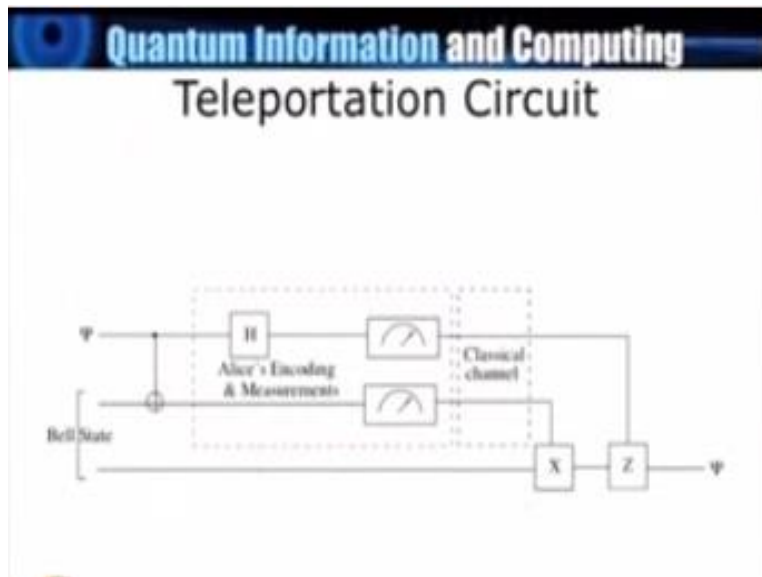 Quantum Information and Computing
Teleportation Circuit
Ψ
H
Alice's Encoding
& Measurements
Classical
channel
Bell State
X
Z
Ψ